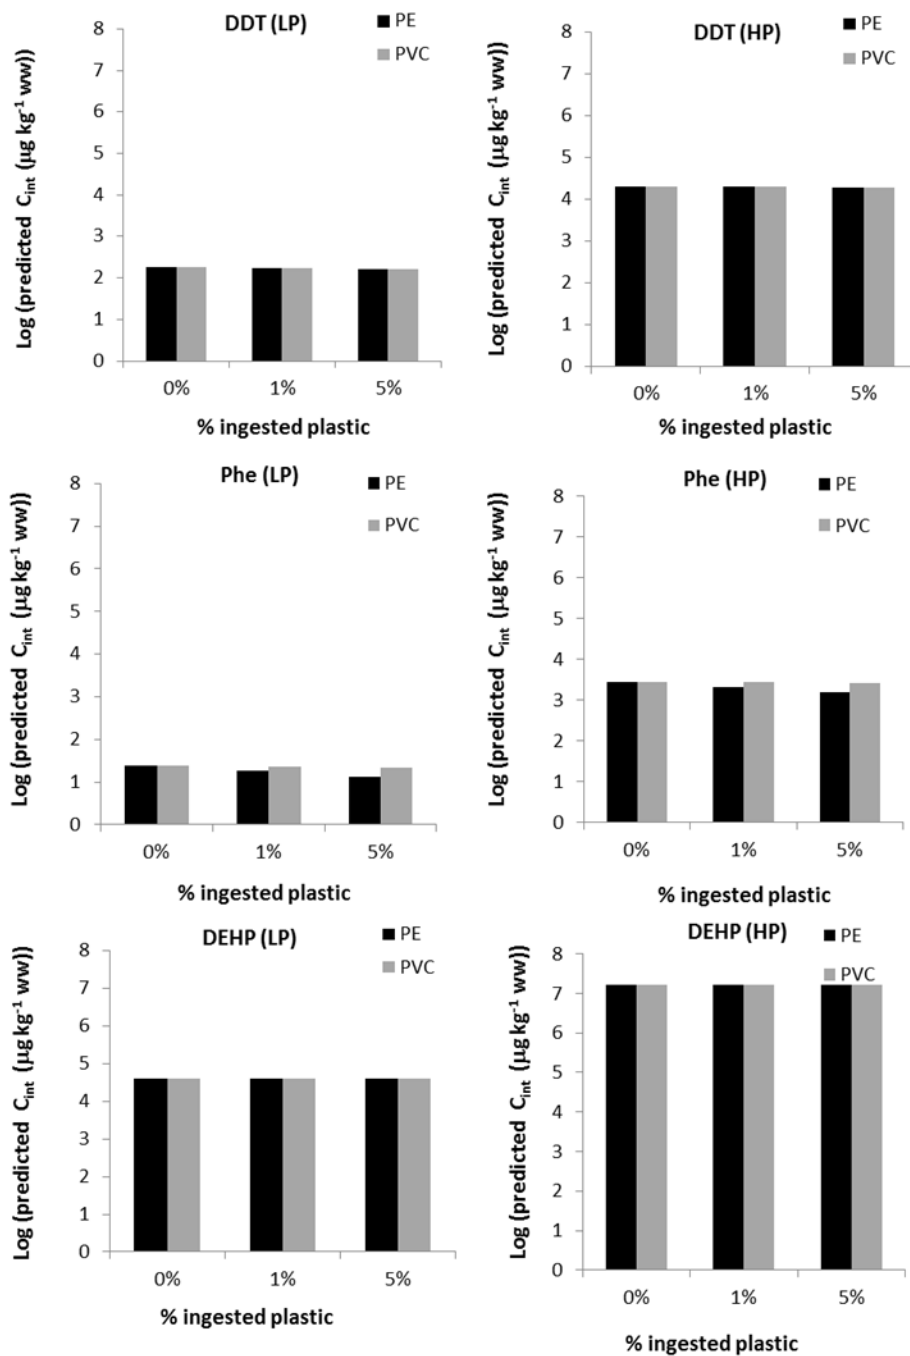 DDT (LP)
PE
PVC
Log (predicted Cint (µg kg-1 ww))
8
7
6
5
4
3
2
1
0
0% 1% 5%
% ingested plastic
DDT (HP)
PE
PVC
Log (predicted Cint (µg kg-1 ww))
8
7
6
5
4
3
2
1
0
0% 1% 5%
% ingested plastic
Phe (LP)
PE
PVC
Log (predicted Cint (µg kg-1 ww))
8
7
6
5
4
3
2
1
0
0% 1% 5%
% ingested plastic
Phe (HP)
PE
PVC
Log (predicted Cint (µg kg-1 ww))
8
7
6
5
4
3
2
1
0
0% 1% 5%
% ingested plastic
DEHP (LP)
PE
PVC
Log (predicted Cint (µg kg-1 ww))
8
7
6
5
4
3
2
1
0
0% 1% 5%
% ingested plastic
DEHP (HP)
PE
PVC
Log (predicted Cint (µg kg-1 ww))
8
7
6
5
4
3
2
1
0
0% 1% 5%
% ingested plastic